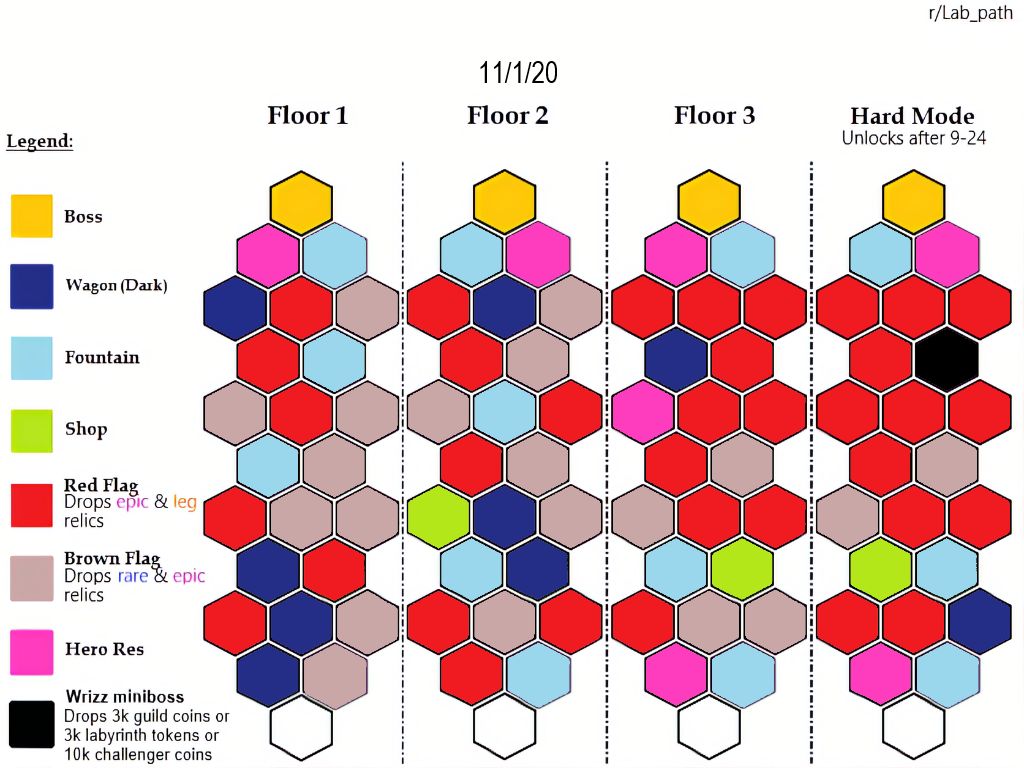 r/Lab_path
11/1/20
Floor 1
Floor 2
Floor 3
Hard Mode
Unlocks after 9-24
Legend:
Boss
Wagon (Dark)
Fountain
Shop
Red Flag
Drops epic & leg
relics
Brown Flag
Drops rare & epic
relics
Hero Res
Wrizz miniboss
Drops 3k guild coins or
3k labyrinth tokens or
10k challenger coins